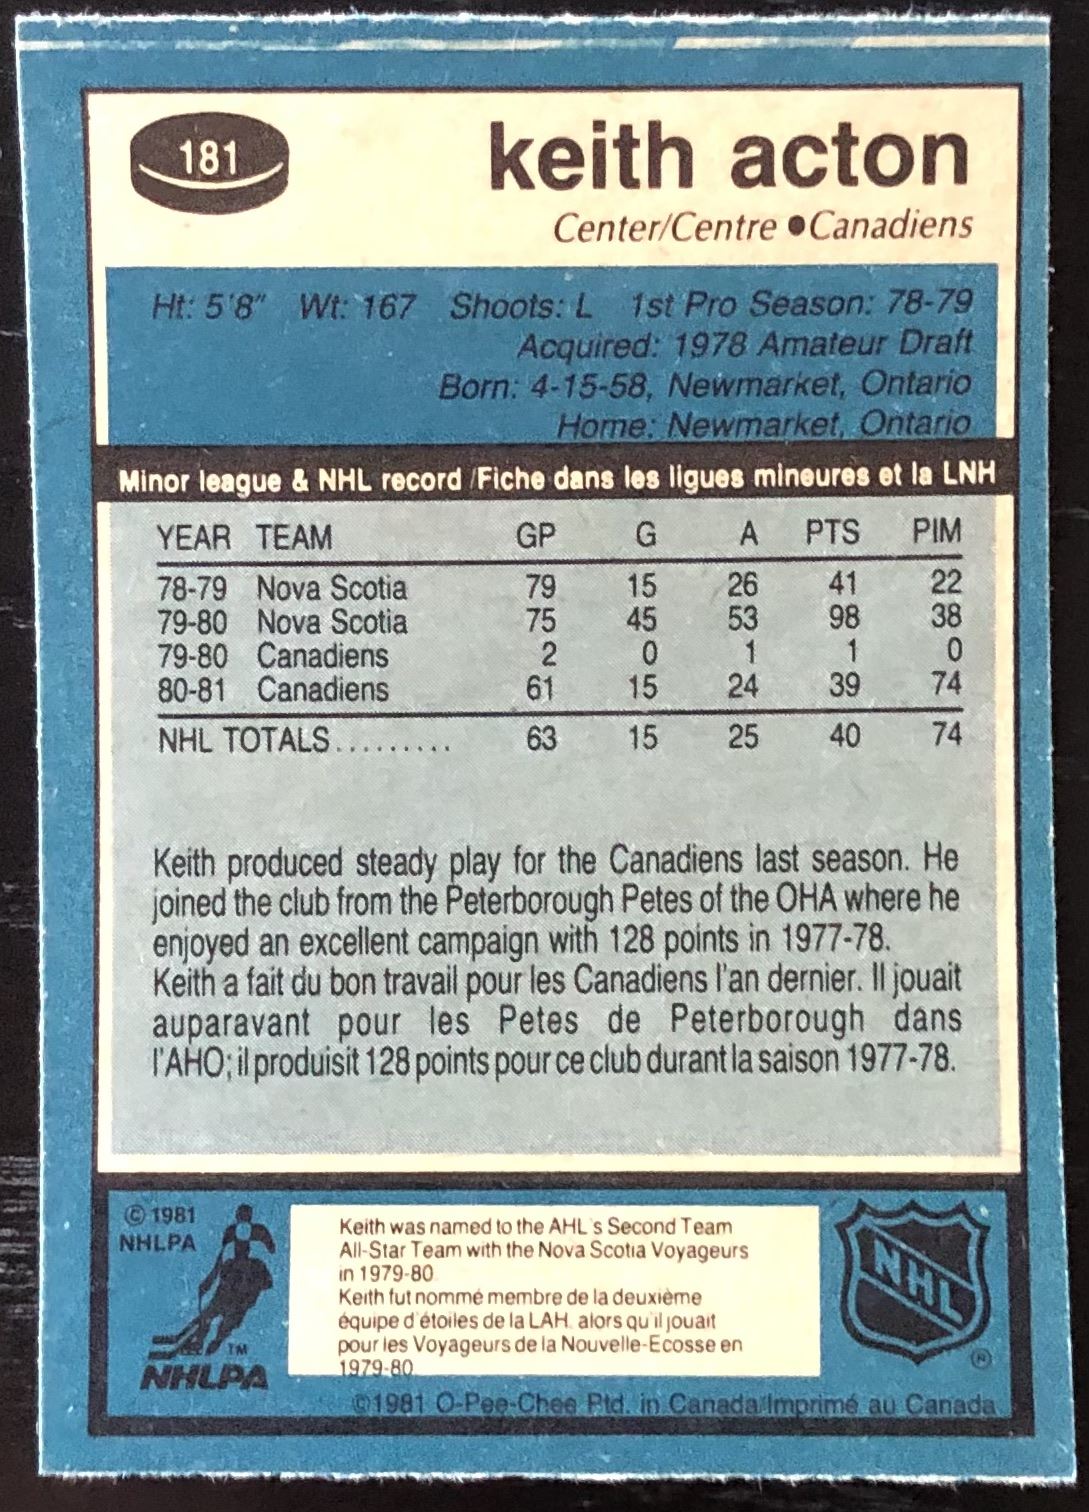 181
keith acton
Center/Centre ●Canadiens
Ht: 5'8" Wt: 167 Shoots: L 1st Pro Season: 78-79
Acquired: 1978 Amateur Draft
Born: 4-15-58, Newmarket, Ontario
Home: Newmarket, Ontario
Minor league & NHL record /Fiche dans les ligues mineures et la LNH
YEAR TEAM GP G A PTS PIM
78-79 Nova Scotia 79 15 26 41 22
79-80 Nova Scotia 75 45 53 98 38
79-80 Canadiens 2 0 1 1 0
80-81 Canadiens 61 15 24 39 74
NHL TOTALS......... 63 15 25 40 74
Keith produced steady play for the Canadiens last season. He
joined the club from the Peterborough Petes of the OHA where he
enjoyed an excellent campaign with 128 points in 1977-78.
Keith a fait du bon travail pour les Canadiens l'an dernier. Il jouait
auparavant pour les Petes de Peterborough dans
l'AHO; il produisit 128 points pour ce club durant la saison 1977-78.
© 1981
NHLPA
TM
NHLPA
Keith was named to the AHL's Second Team
All-Star Team with the Nova Scotia Voyageurs
in 1979-80
Keith fut nommé membre de la deuxième
équipe d'étoiles de la LAH alors qu'il jouait
pour les Voyageurs de la Nouvelle-Ecosse en
1979-80
NHL
®
©1981 O-Pee-Chee Ptd. in Canada/Imprimé au Canada